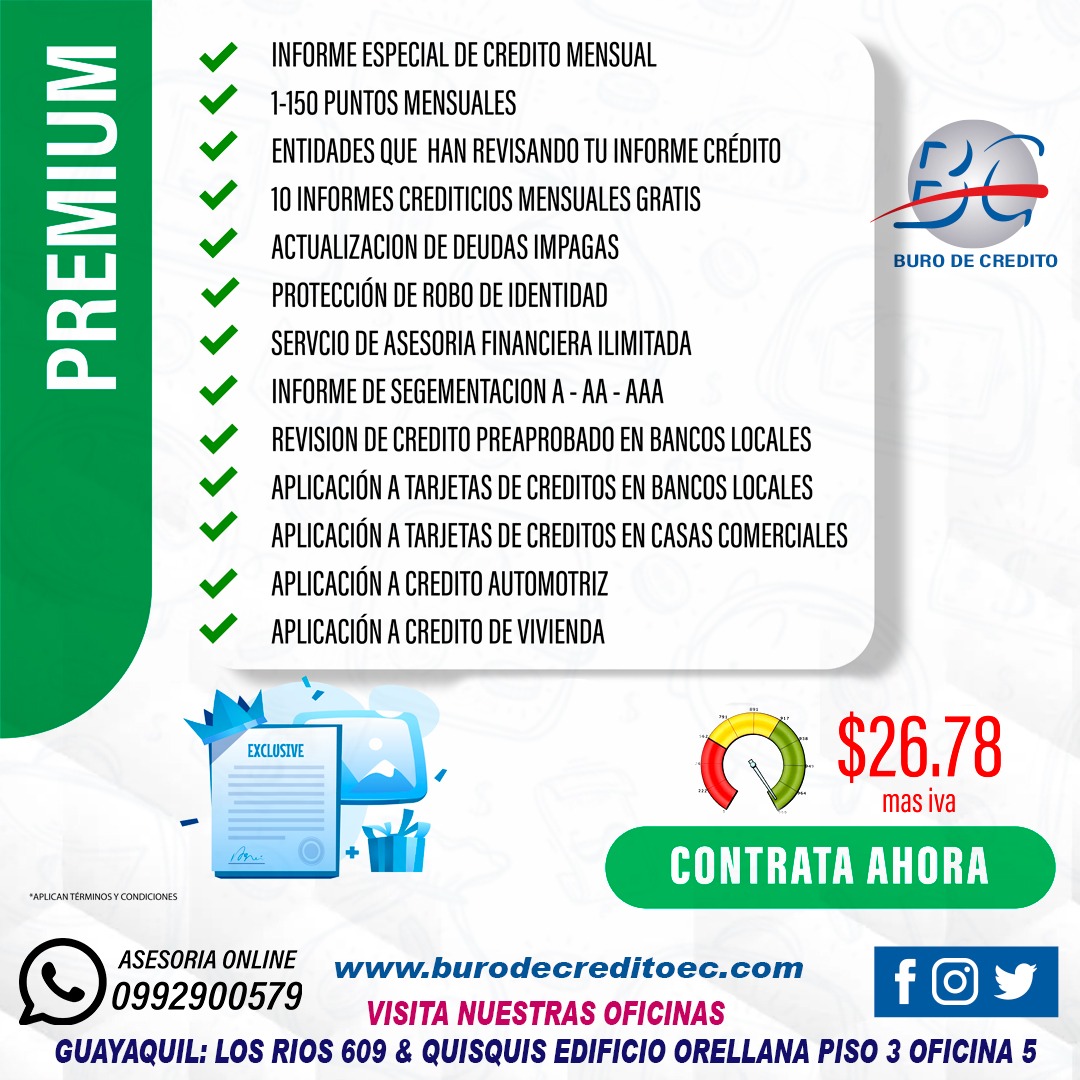 PREMIUM
INFORME ESPECIAL DE CREDITO MENSUAL
1-150 PUNTOS MENSUALES
ENTIDADES QUE HAN REVISANDO TU INFORME CRÉDITO
10 INFORMES CREDITICIOS MENSUALES GRATIS
ACTUALIZACION DE DEUDAS IMPAGAS
PROTECCIÓN DE ROBO DE IDENTIDAD
SERVCIO DE ASESORIA FINANCIERA ILIMITADA
INFORME DE SEGEMENTACION A - AA - AAA
REVISION DE CREDITO PREAPROBADO EN BANCOS LOCALES
APLICACIÓN A TARJETAS DE CREDITOS EN BANCOS LOCALES
APLICACIÓN A TARJETAS DE CREDITOS EN CASAS COMERCIALES
APLICACIÓN A CREDITO AUTOMOTRIZ
APLICACIÓN A CREDITO DE VIVIENDA
BC
BURO DE CREDITO
EXCLUSIVE
$26.78
mas iva
CONTRATA AHORA
*APLICAN TÉRMINOS Y CONDICIONES
ASESORIA ONLINE
0992900579
www.burodecreditoec.com
VISITA NUESTRAS OFICINAS
GUAYAQUIL: LOS RIOS 609 & QUISQUIS EDIFICIO ORELLANA PISO 3 OFICINA 5